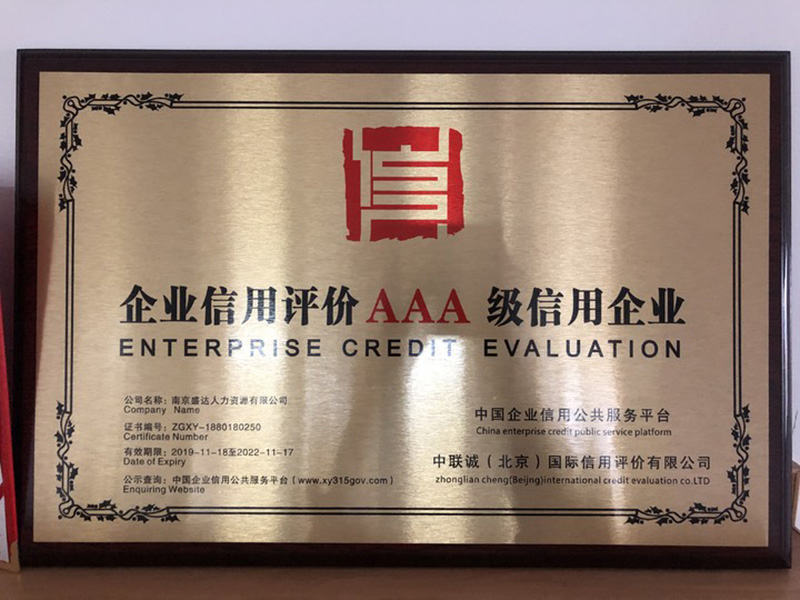 信
企业信用评价AAA 级信用企业
ENTERPRISE CREDIT EVALUATION
公司名称：南京盛达人力资源有限公司
Company Name
证书编号：ZGXY-1880180250
Certificate Number
有效期限：2019-11-18至2022-11-17
Date of Expiry
公示查询：中国企业信用公共服务平台（www.xy315gov.com）
Enquiring Website
中国企业信用公共服务平台
China enterprise credit public service platform
中联诚（北京）国际信用评价有限公司
zhonglian cheng(Beijng)international credit evaluation co.LTD